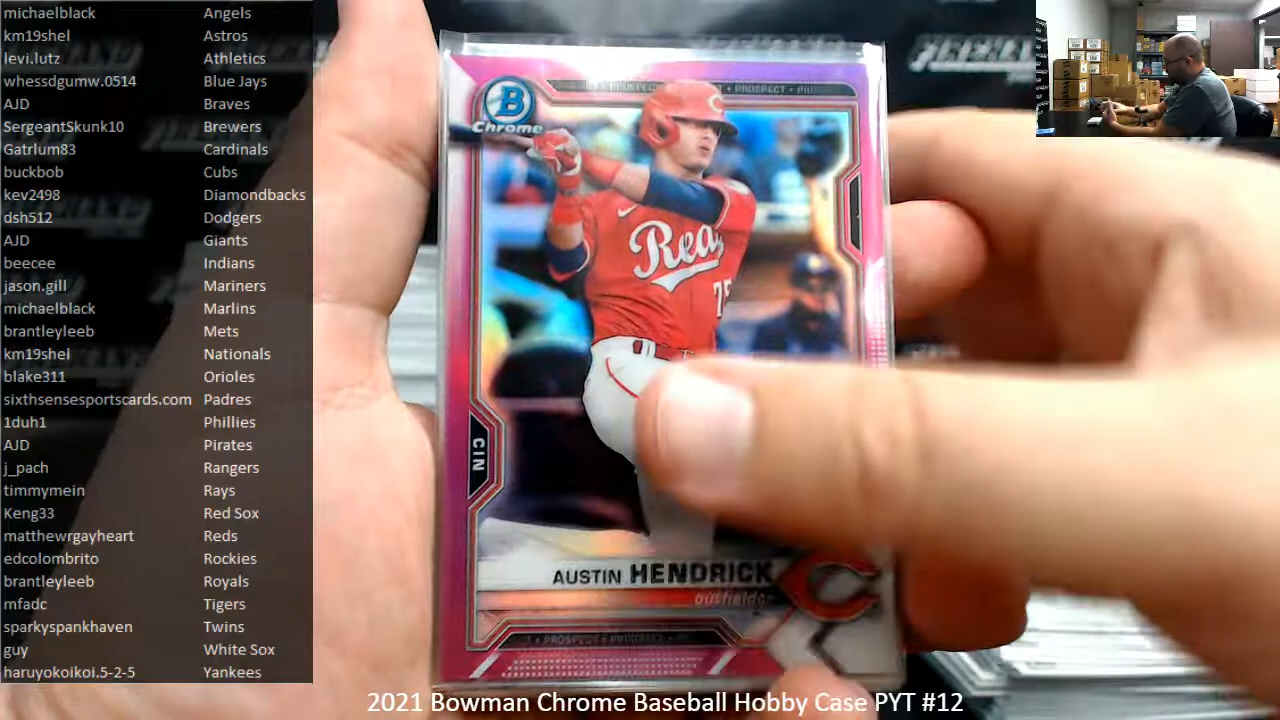 michaelblack Angels
km19shel Astros
levi.lutz Athletics
whessdgumw.0514 Blue Jays
AJD Braves
SergeantSkunk10 Brewers
Gatrlum83 Cardinals
buckbob Cubs
kev2498 Diamondbacks
dsh512 Dodgers
AJD Giants
beecee Indians
jason.gill Mariners
michaelblack Marlins
brantleyleeb Mets
km19shel Nationals
blake311 Orioles
sixthsensesportscards.com Padres
1duh1 Phillies
AJD Pirates
j_pach Rangers
timmymein Rays
Keng33 Red Sox
matthewrgayheart Reds
edcolombrito Rockies
brantleyleeb Royals
mfadc Tigers
sparkyspankhaven Twins
guy White Sox
haruyokoikoi.5-2-5 Yankees
B
Chrome
PROSPECT
C
Reds
75
CIN
AUSTIN HENDRICK
outfielder
C
PROSPECT • PROSPECT
2021 Bowman Chrome Baseball Hobby Case PYT #12